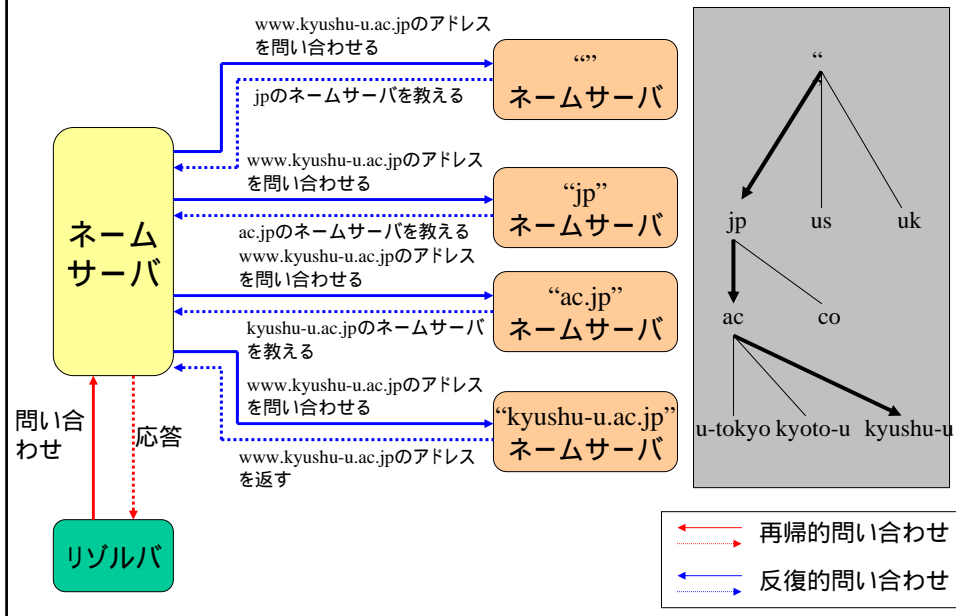 www.kyushu-u.ac.jpのアドレス
を問い合わせる
jpのネームサーバを教える
“”
ネームサーバ
www.kyushu-u.ac.jpのアドレス
を問い合わせる
ac.jpのネームサーバを教える
“jp”
ネームサーバ
www.kyushu-u.ac.jpのアドレス
を問い合わせる
kyushu-u.ac.jpのネームサーバ
を教える
“ac.jp”
ネームサーバ
www.kyushu-u.ac.jpのアドレス
を問い合わせる
www.kyushu-u.ac.jpのアドレス
を返す
“kyushu-u.ac.jp”
ネームサーバ
ネーム
サーバ
問い合
わせ
応答
リゾルバ
“
”
jp us uk
ac co
u-tokyo kyoto-u kyushu-u
再帰的問い合わせ
反復的問い合わせ